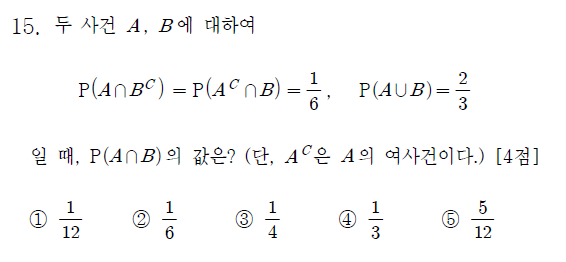 15. 두 사건 A, B에 대하여
P(A∩B^C) = P(A^C∩B) = 1/6, P(A∪B) = 2/3
일 때, P(A∩B)의 값은? (단, A^C은 A의 여사건이다.) [4점]
① 1/12 ② 1/6 ③ 1/4 ④ 1/3 ⑤ 5/12